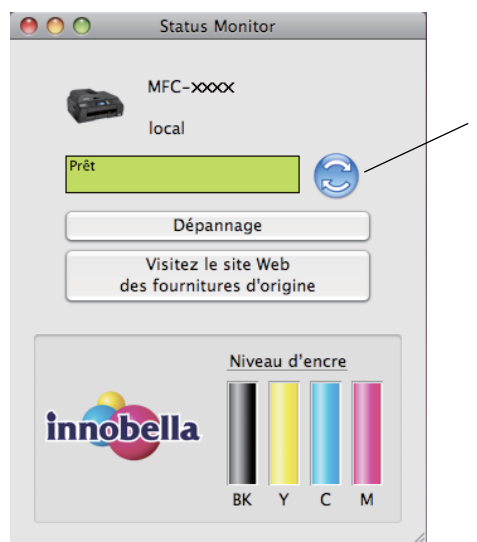 Status Monitor
MFC-xxxx
local
Prêt
Dépannage
Visitez le site Web
des fournitures d'origine
Niveau d'encre
innobella
BK Y C M